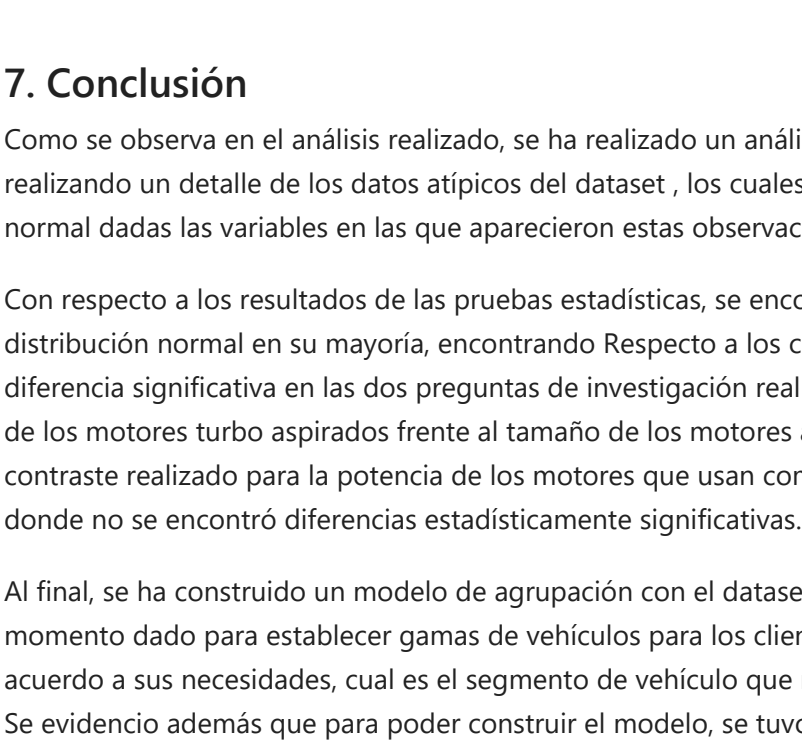 7. Conclusión
Como se observa en el análisis realizado, se ha realizado un análi
realizando un detalle de los datos atípicos del dataset , los cuales
normal dadas las variables en las que aparecieron estas observac
Con respecto a los resultados de las pruebas estadísticas, se enco
distribución normal en su mayoría, encontrando Respecto a los c
diferencia significativa en las dos preguntas de investigación real
de los motores turbo aspirados frente al tamaño de los motores a
contraste realizado para la potencia de los motores que usan con
donde no se encontró diferencias estadísticamente significativas.
Al final, se ha construido un modelo de agrupación con el datase
momento dado para establecer gamas de vehículos para los clien
acuerdo a sus necesidades, cual es el segmento de vehículo que
Se evidencio además que para poder construir el modelo, se tuvo